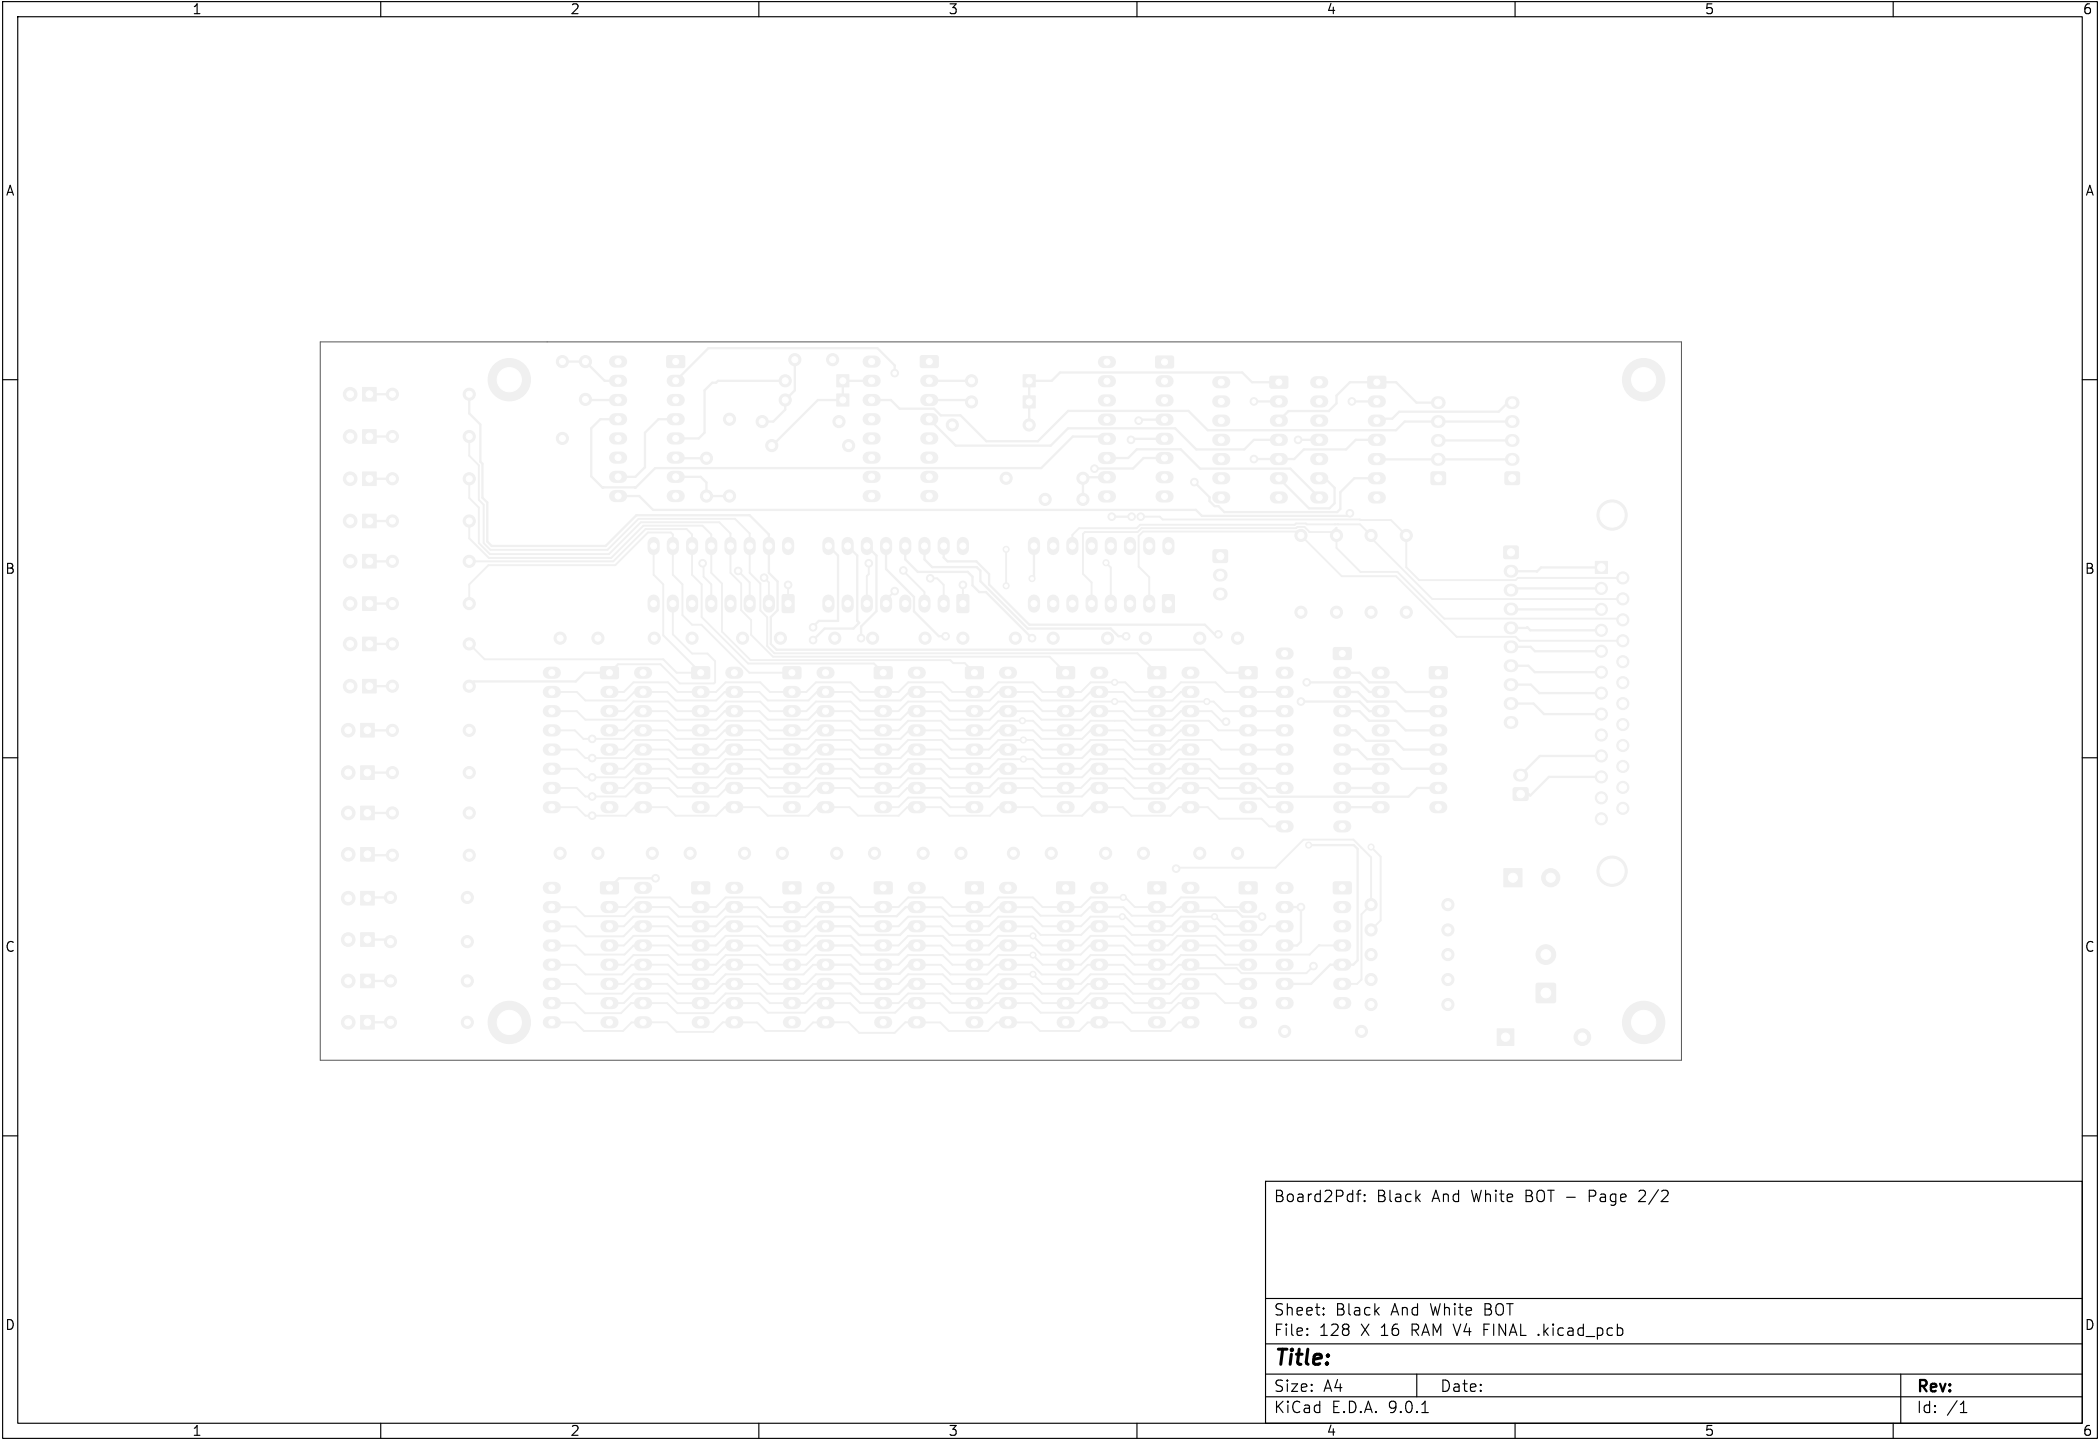 1 2 3 4 5 6
A A
B B
C C
D D
Board2Pdf: Black And White BOT – Page 2/2
Sheet: Black And White BOT
File: 128 X 16 RAM V4 FINAL .kicad_pcb
Title:
Size: A4 Date: Rev:
KiCad E.D.A. 9.0.1 Id: /1
1 2 3 4 5 6